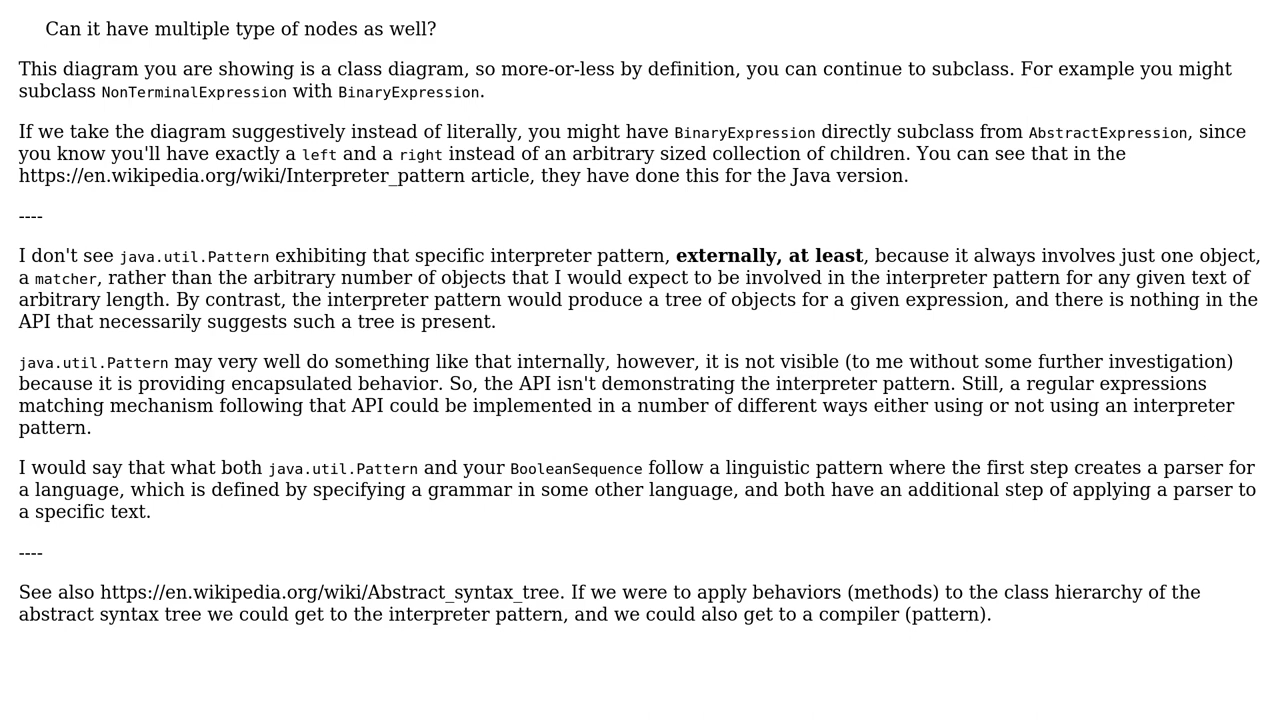 Can it have multiple type of nodes as well?
This diagram you are showing is a class diagram, so more-or-less by definition, you can continue to subclass. For example you might
subclass NonTerminalExpression with BinaryExpression.
If we take the diagram suggestively instead of literally, you might have BinaryExpression directly subclass from AbstractExpression, since
you know you'll have exactly a left and a right instead of an arbitrary sized collection of children. You can see that in the
https://en.wikipedia.org/wiki/Interpreter_pattern article, they have done this for the Java version.
----
I don't see java.util.Pattern exhibiting that specific interpreter pattern, externally, at least, because it always involves just one object,
a matcher, rather than the arbitrary number of objects that I would expect to be involved in the interpreter pattern for any given text of
arbitrary length. By contrast, the interpreter pattern would produce a tree of objects for a given expression, and there is nothing in the
API that necessarily suggests such a tree is present.
java.util.Pattern may very well do something like that internally, however, it is not visible (to me without some further investigation)
because it is providing encapsulated behavior. So, the API isn't demonstrating the interpreter pattern. Still, a regular expressions
matching mechanism following that API could be implemented in a number of different ways either using or not using an interpreter
pattern.
I would say that what both java.util.Pattern and your BooleanSequence follow a linguistic pattern where the first step creates a parser for
a language, which is defined by specifying a grammar in some other language, and both have an additional step of applying a parser to
a specific text.
----
See also https://en.wikipedia.org/wiki/Abstract_syntax_tree. If we were to apply behaviors (methods) to the class hierarchy of the
abstract syntax tree we could get to the interpreter pattern, and we could also get to a compiler (pattern).